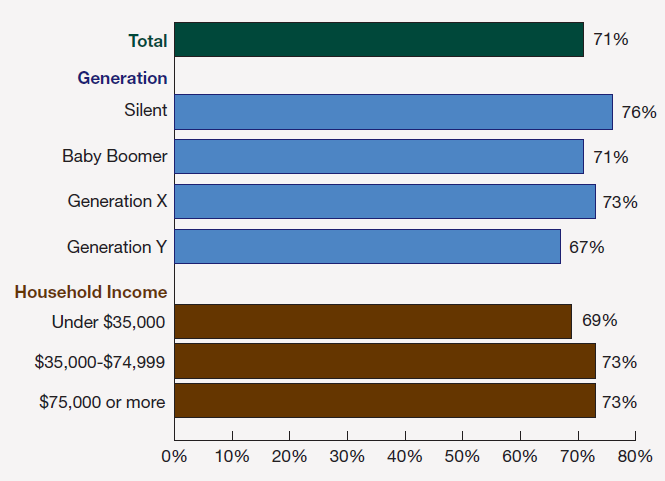 Total 71%
Generation
Silent 76%
Baby Boomer 71%
Generation X 73%
Generation Y 67%
Household Income
Under $35,000 69%
$35,000-$74,999 73%
$75,000 or more 73%
0% 10% 20% 30% 40% 50% 60% 70% 80%